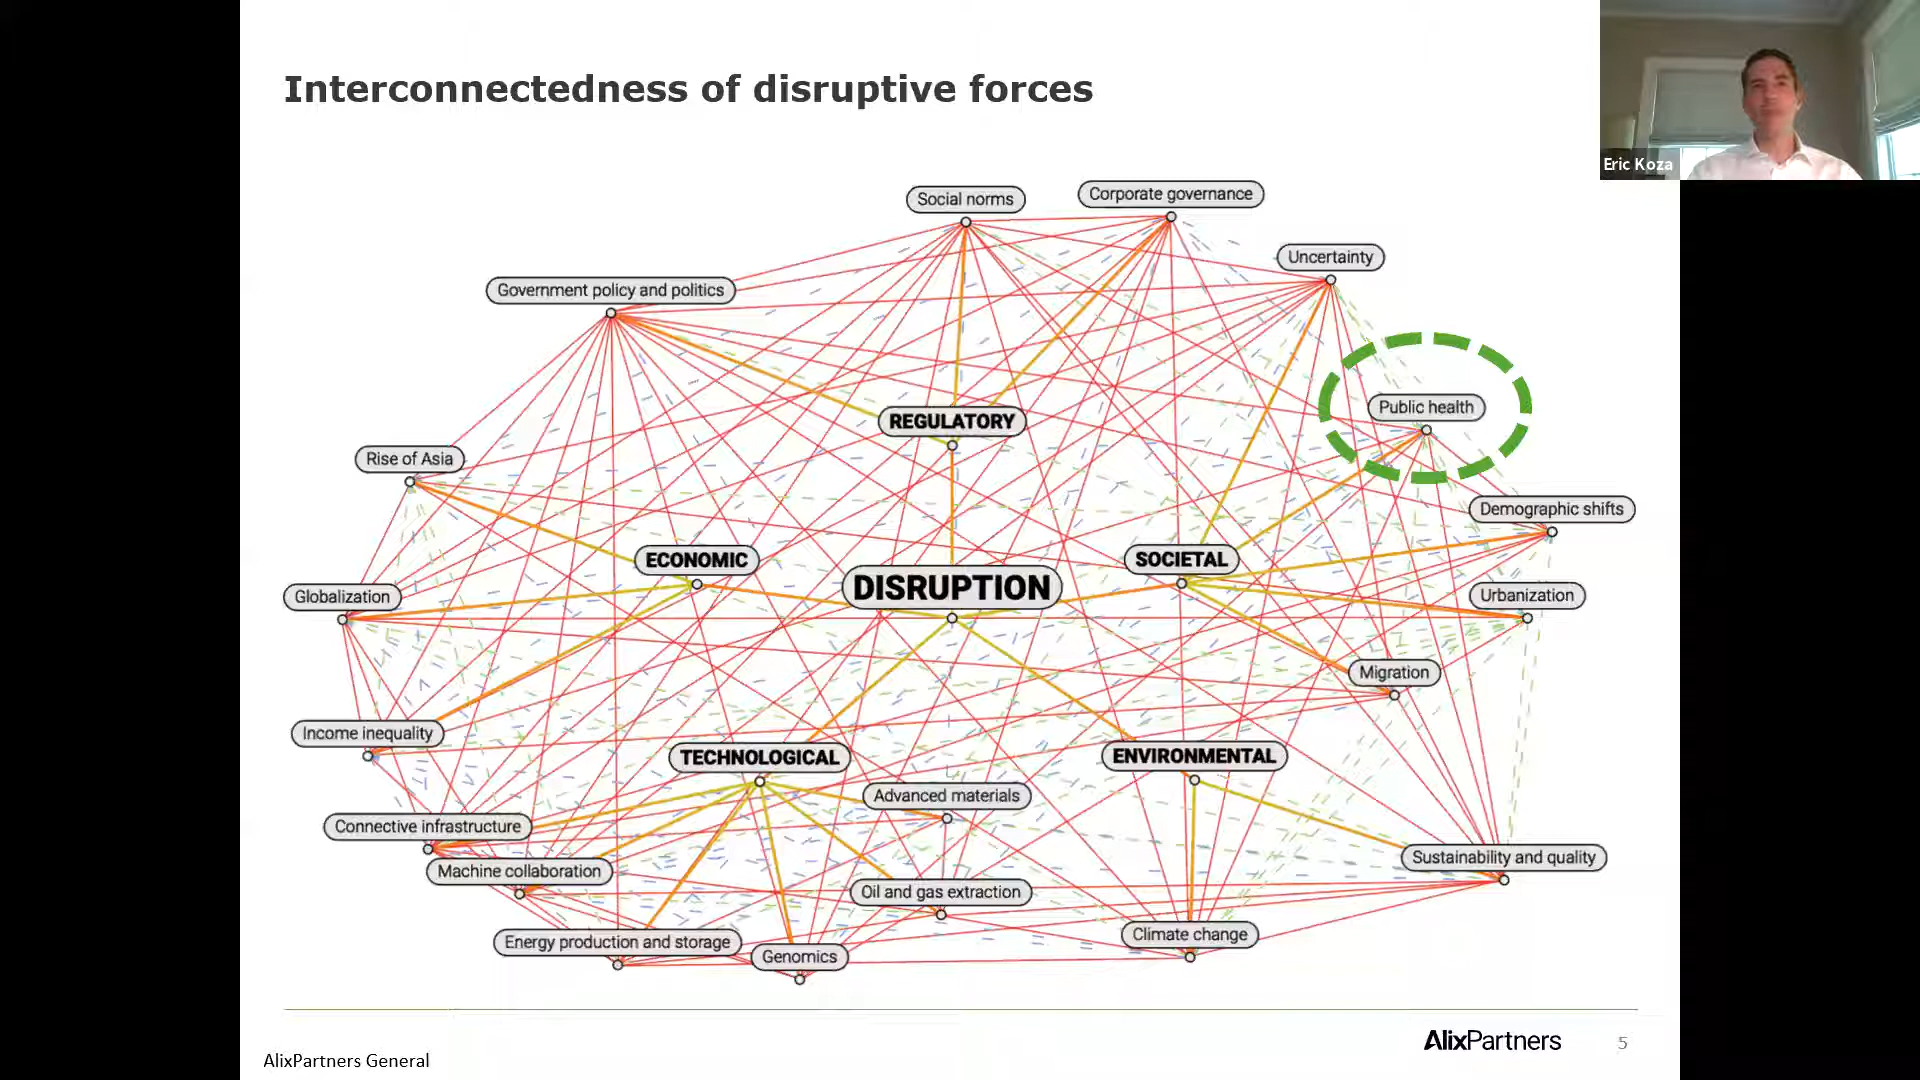 Interconnectedness of disruptive forces
Eric Koza
Social norms
Corporate governance
Uncertainty
Government policy and politics
Public health
REGULATORY
Rise of Asia
Demographic shifts
ECONOMIC
SOCIETAL
DISRUPTION
Globalization
Urbanization
Migration
Income inequality
TECHNOLOGICAL
ENVIRONMENTAL
Advanced materials
Connective infrastructure
Sustainability and quality
Machine collaboration
Oil and gas extraction
Climate change
Energy production and storage
Genomics
AlixPartners
5
AlixPartners General